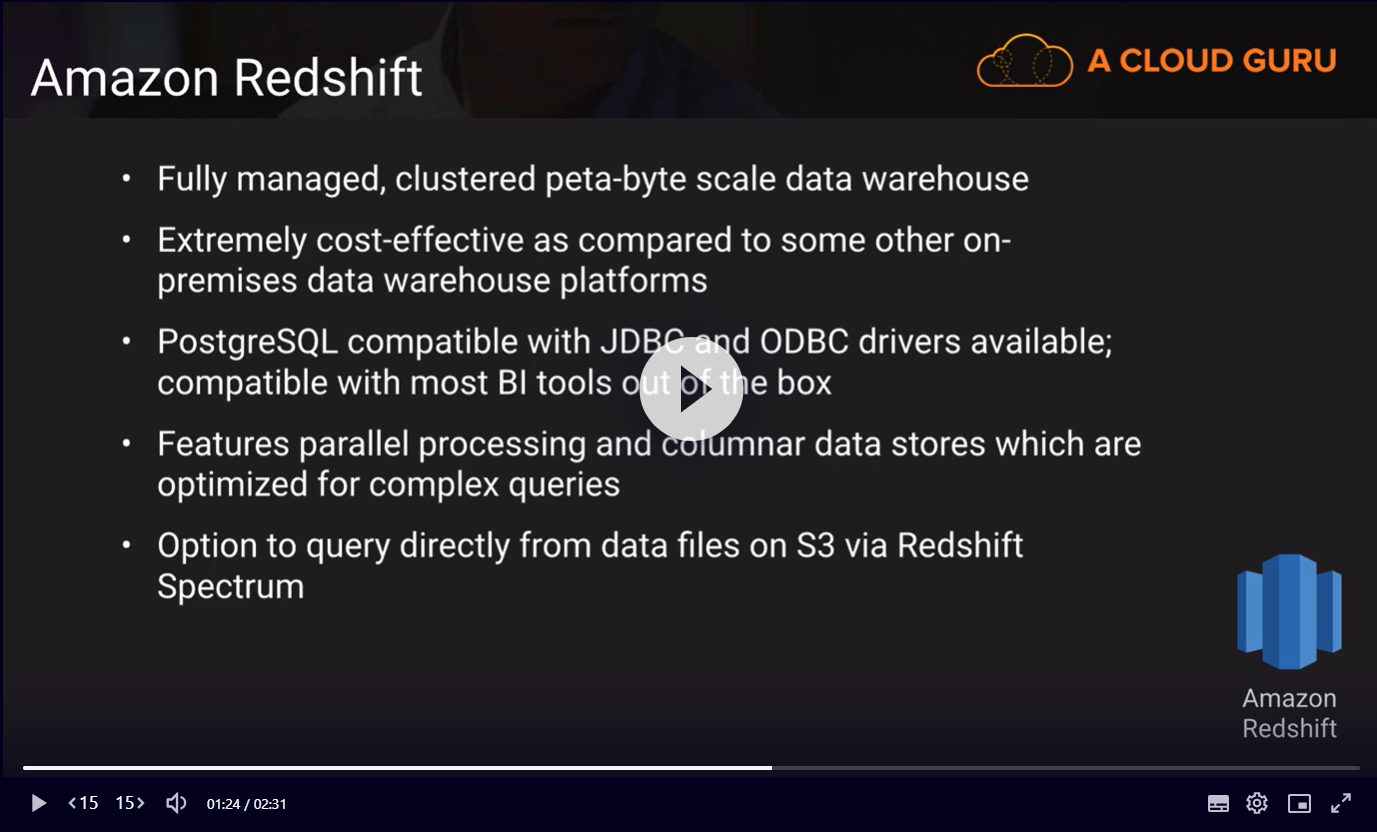 Amazon Redshift
A CLOUD GURU
• Fully managed, clustered peta-byte scale data warehouse
• Extremely cost-effective as compared to some other on-
premises data warehouse platforms
• PostgreSQL compatible with JDBC and ODBC drivers available;
compatible with most BI tools out of the box
• Features parallel processing and columnar data stores which are
optimized for complex queries
• Option to query directly from data files on S3 via Redshift
Spectrum
Amazon
Redshift
<15 15> 01:24 / 02:31